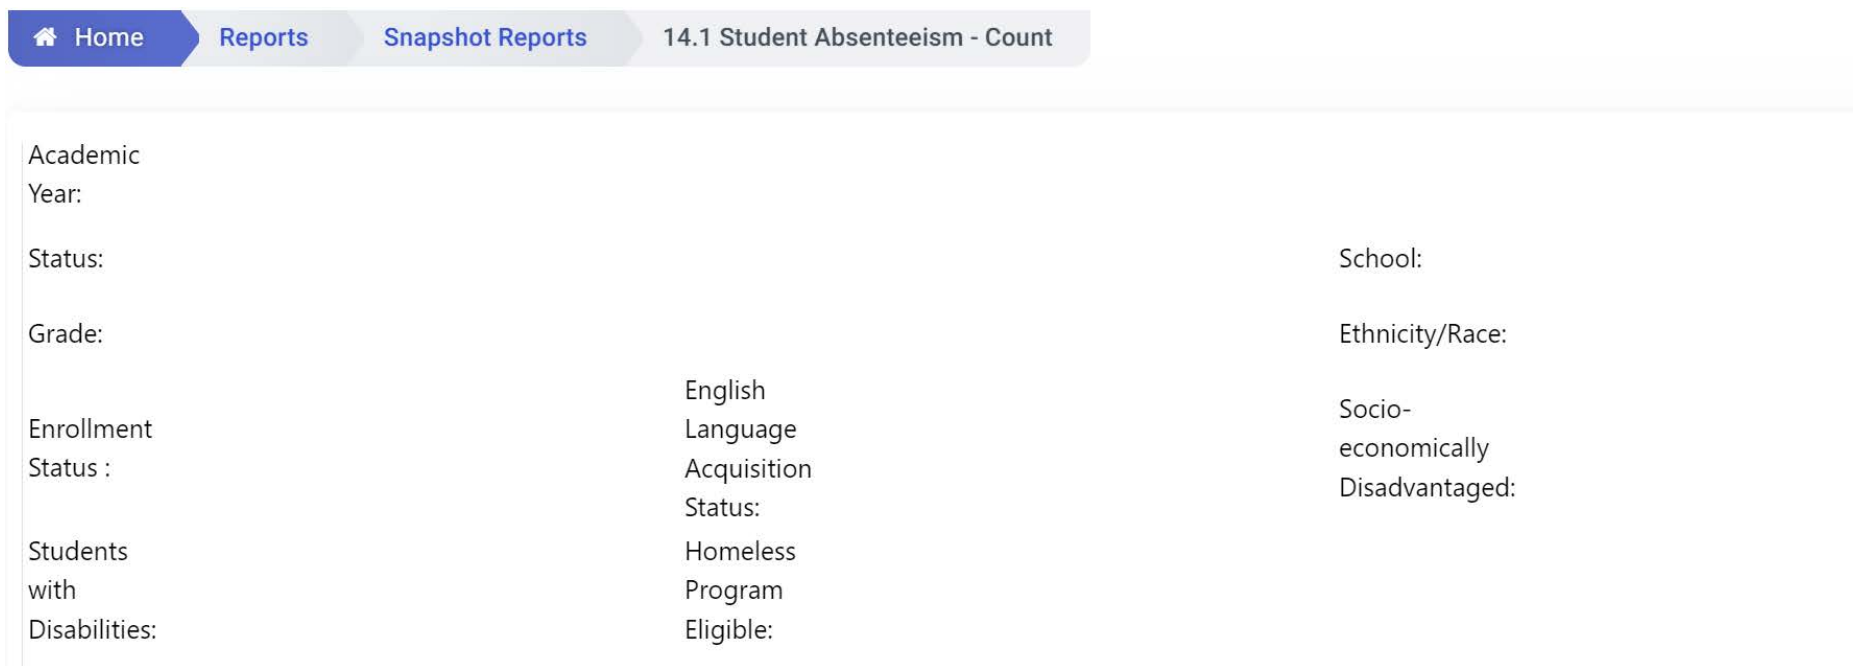 Home Reports Snapshot Reports 14.1 Student Absenteeism - Count
Academic
Year:
Status:
School:
Grade:
Ethnicity/Race:
Enrollment
Status :
English
Language
Acquisition
Status:
Socio-
economically
Disadvantaged:
Students
with
Disabilities:
Homeless
Program
Eligible: